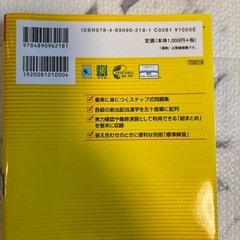 ISBN978-4-89096-218-1 C0081 ¥1000E
定価(本体1,000円+税)
9784890962181
1920081010004
着実に身につくステップ式問題集
各級の新出配当漢字を五十音順に配列
実力確認や最終演習として利用できる「総まとめ」
を巻末に収録
答え合わせのときに便利な別冊「標準解答」